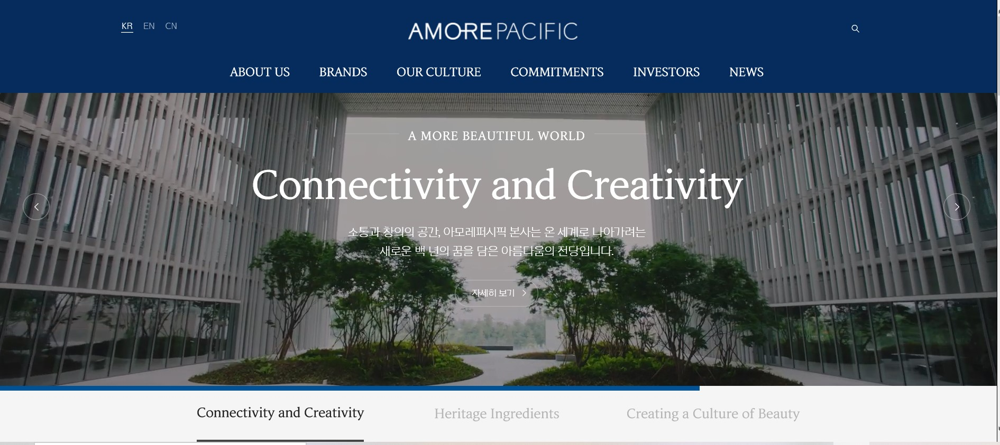 KR EN CN
AMOREPACIFIC
ABOUT US BRANDS OUR CULTURE COMMITMENTS INVESTORS NEWS
A MORE BEAUTIFUL WORLD
Connectivity and Creativity
소통과 창의의 공간, 아모레퍼시픽 본사는 온 세계로 나아가려는
새로운 백 년의 꿈을 담은 아름다움의 전당입니다.
자세히 보기
Connectivity and Creativity Heritage Ingredients Creating a Culture of Beauty